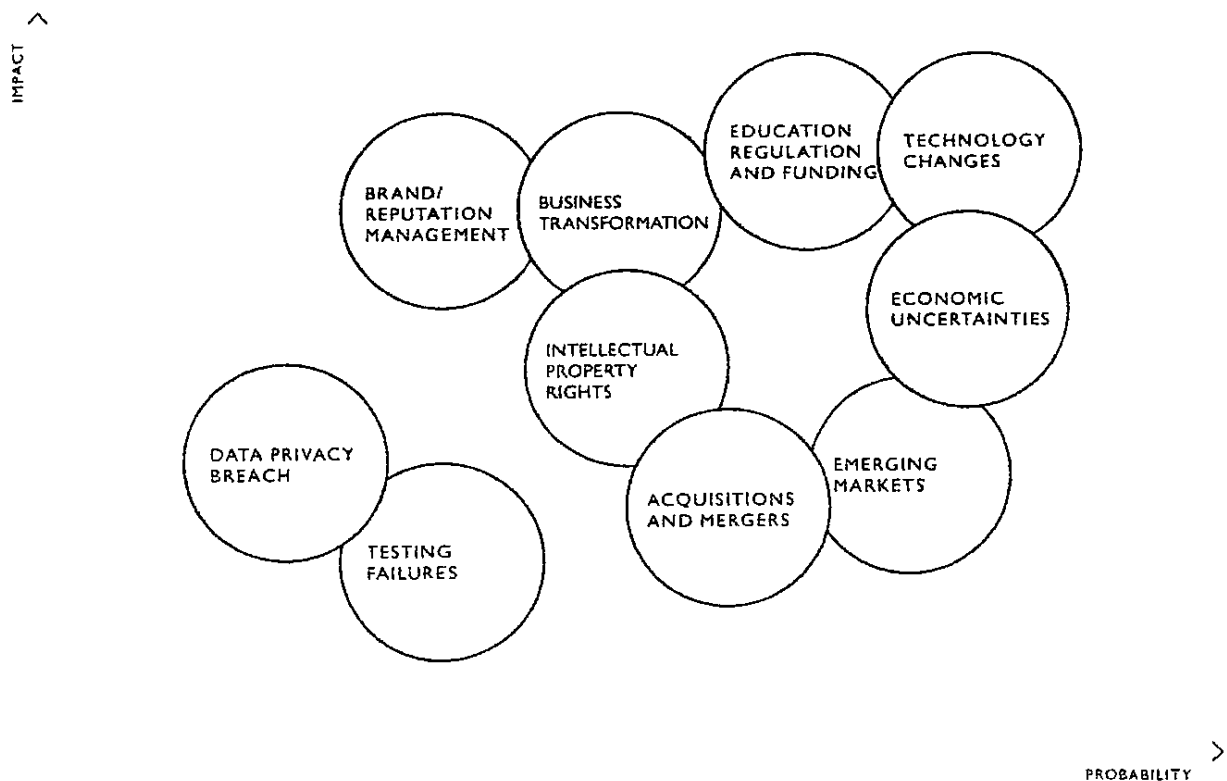 IMPACT
EDUCATION
REGULATION
AND FUNDING
TECHNOLOGY
CHANGES
BRAND/
REPUTATION
MANAGEMENT
BUSINESS
TRANSFORMATION
ECONOMIC
UNCERTAINTIES
INTELLECTUAL
PROPERTY
RIGHTS
DATA PRIVACY
BREACH
EMERGING
MARKETS
ACQUISITIONS
AND MERGERS
TESTING
FAILURES
PROBABILITY